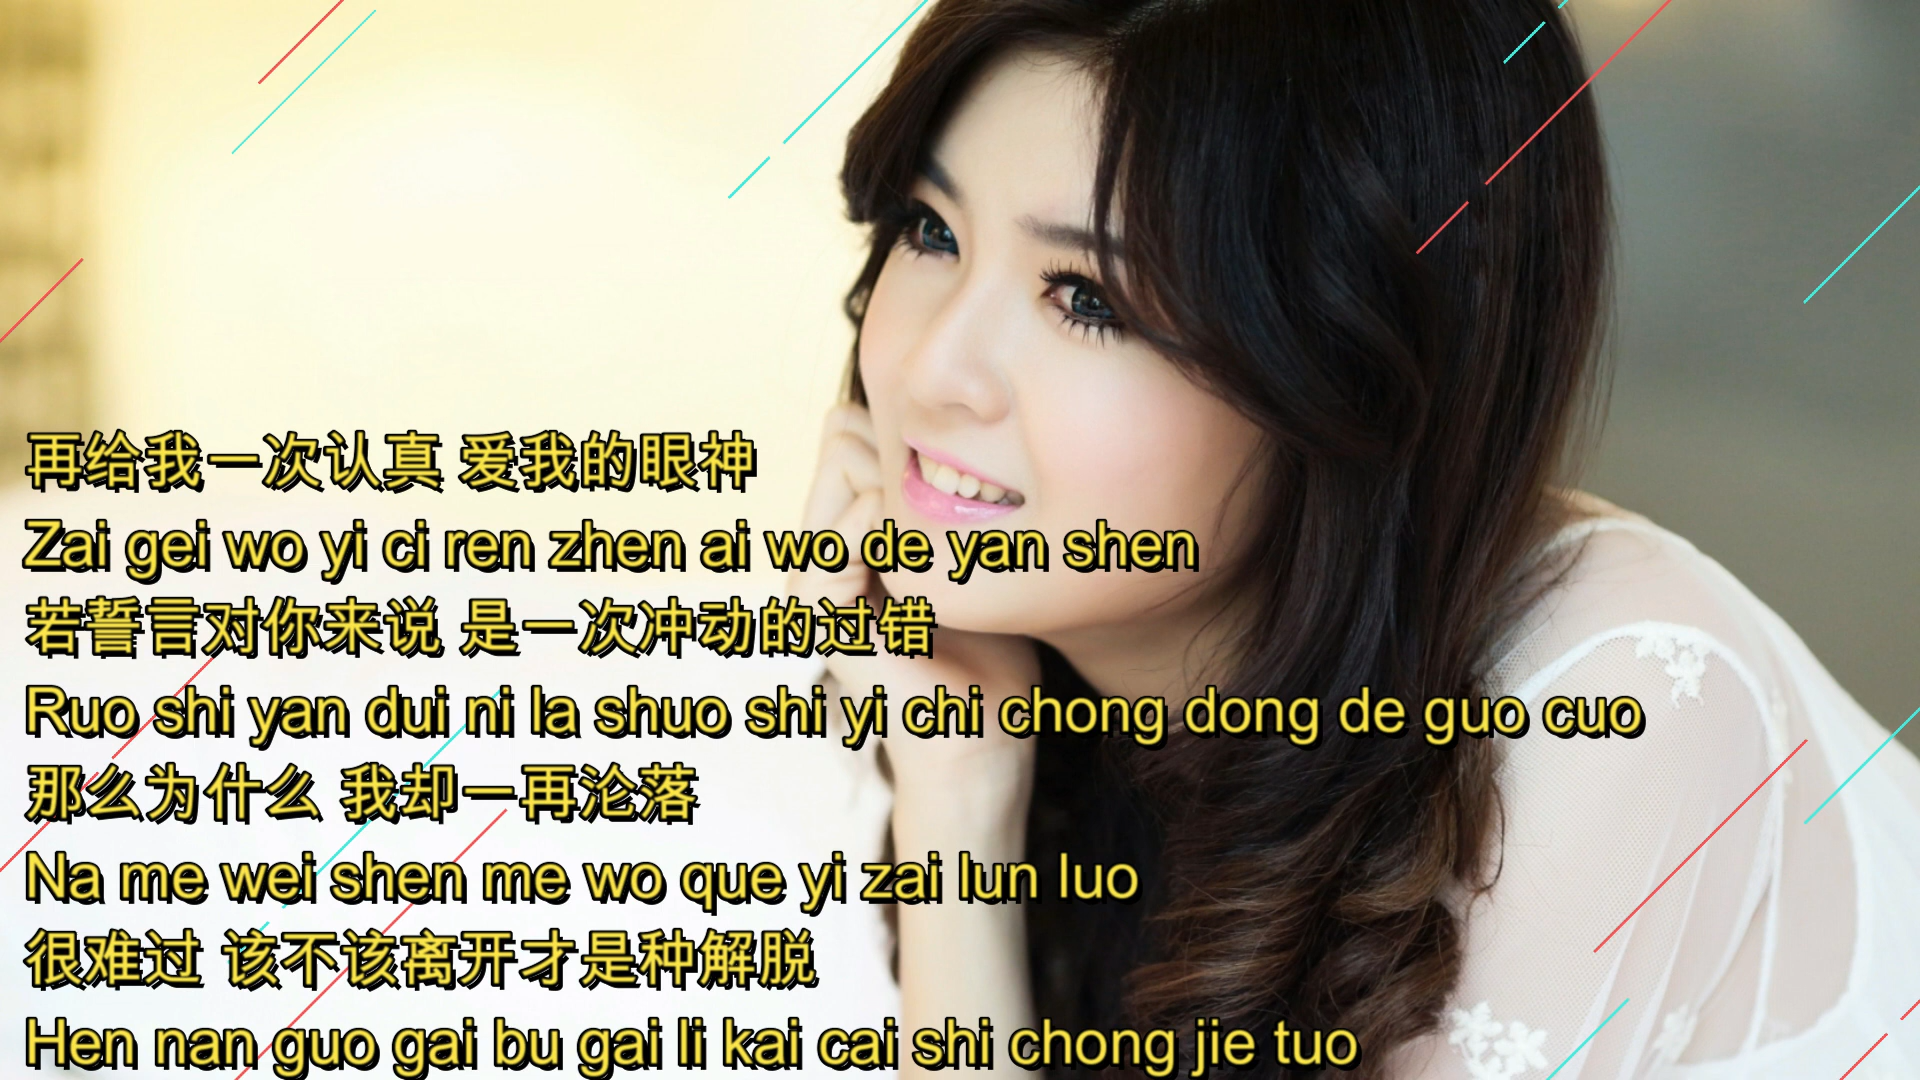 再给我一次认真 爱我的眼神
Zai gei wo yi ci ren zhen ai wo de yan shen
若誓言对你来说 是一次冲动的过错
Ruo shi yan dui ni la shuo shi yi chi chong dong de guo cuo
那么为什么 我却一再沦落
Na me wei shen me wo que yi zai lun luo
很难过 该不该离开才是种解脱
Hen nan guo gai bu gai li kai cai shi chong jie tuo